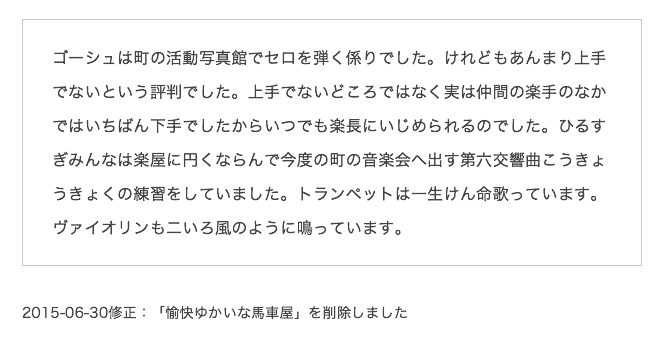 ゴーシュは町の活動写真館でセロを弾く係りでした。けれどもあんまり上手
でないという評判でした。上手でないどころではなく実は仲間の楽手のなか
ではいちばん下手でしたからいつでも楽長にいじめられるのでした。ひるす
ぎみんなは楽屋に円くならんで今度の町の音楽会へ出す第六交響曲こうきょ
うきょくの練習をしていました。トランペットは一生けん命歌っています。
ヴァイオリンも二いろ風のように鳴っています。
2015-06-30修正：「愉快ゆかいな馬車屋」を削除しました